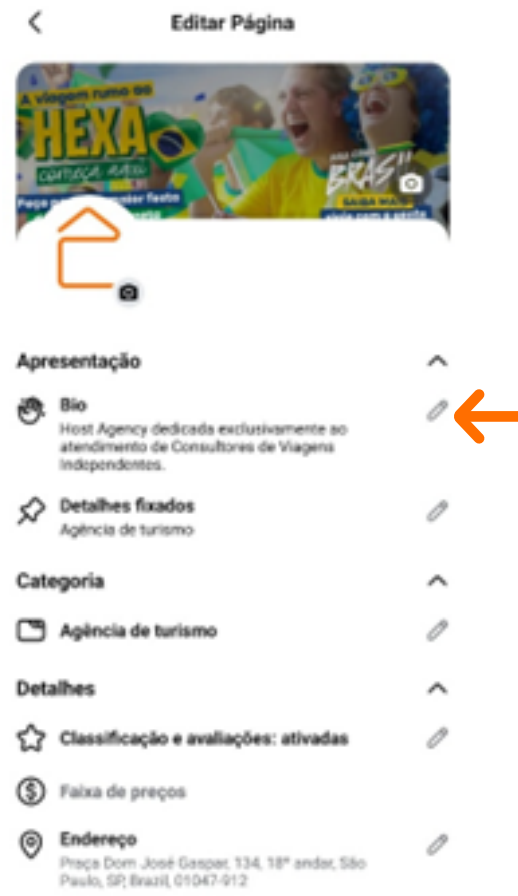 Editar Página
A viagem rumo ao
HEXA
começa aqui
BRASIL
SAIBA MAIS
Apresentação
Bio
Host Agency dedicada exclusivamente ao
atendimento de Consultores de Viagens
Independentes.
Detalhes fixados
Agência de turismo
Categoria
Agência de turismo
Detalhes
Classificação e avaliações: ativadas
Faixa de preços
Endereço
Praça Dom José Gaspar, 134, 18º andar, São
Paulo, SP, Brazil, 01047-912